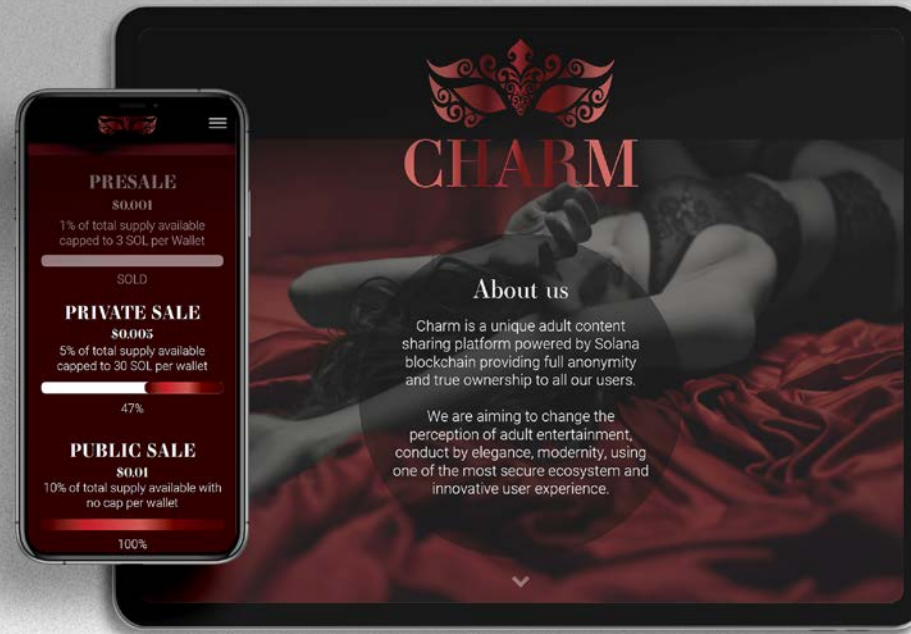 PRESALE
$0.001
1% of total supply available
capped to 3 SOL per Wallet
SOLD
PRIVATE SALE
$0.005
5% of total supply available
capped to 30 SOL per wallet
47%
PUBLIC SALE
$0.01
10% of total supply available with
no cap per wallet
100%
CHARM
About us
Charm is a unique adult content
sharing platform powered by Solana
blockchain providing full anonymity
and true ownership to all our users.
We are aiming to change the
perception of adult entertainment,
conduct by elegance, modernity, using
one of the most secure ecosystem and
innovative user experience.